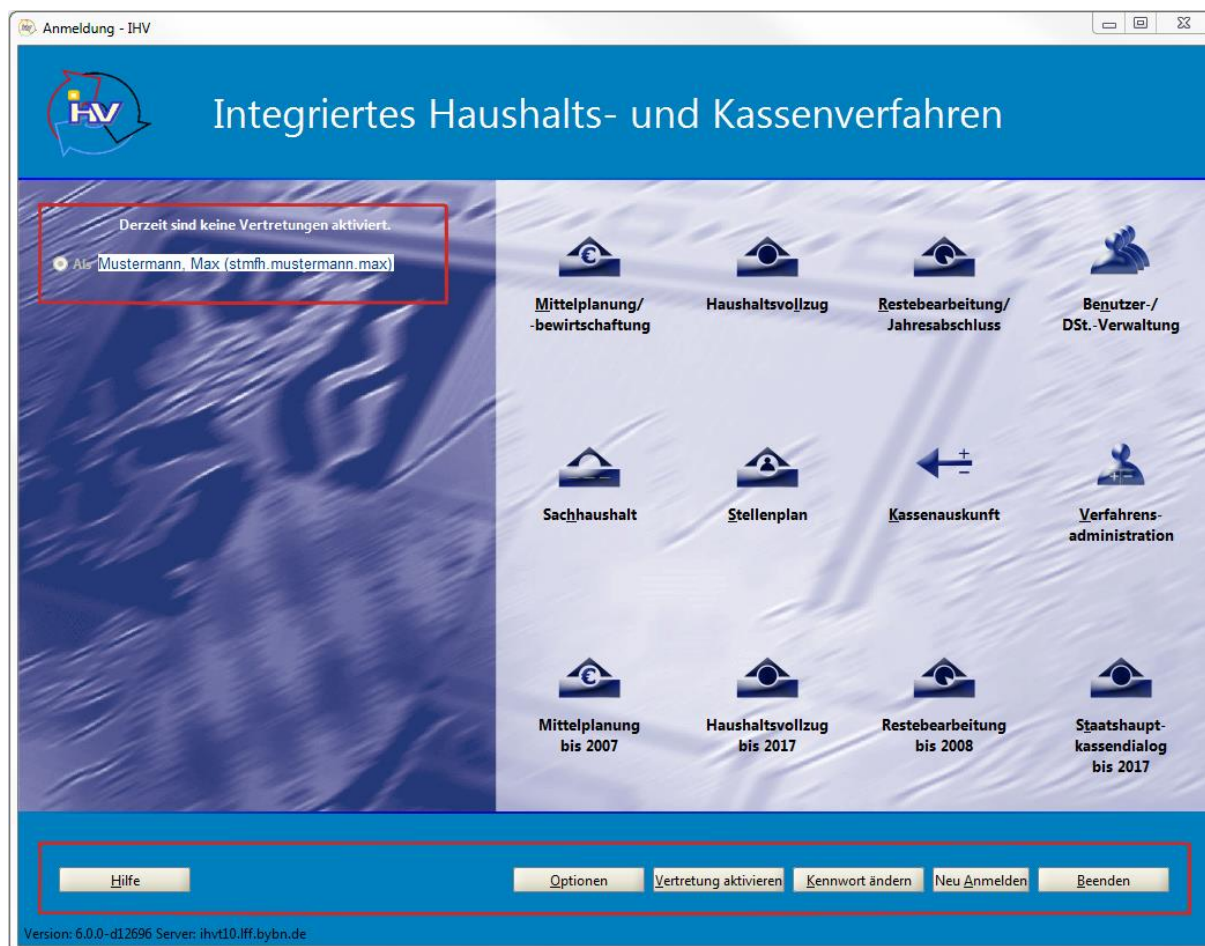 Anmeldung - IHV
iHV
Integriertes Haushalts- und Kassenverfahren
Derzeit sind keine Vertretungen aktiviert.
Als Mustermann, Max (stmfh.mustermann.max)
Mittelplanung/
-bewirtschaftung
Haushaltsvollzug
Restebearbeitung/
Jahresabschluss
Benutzer-/
DSt.-Verwaltung
Sachhaushalt
Stellenplan
Kassenauskunft
Verfahrens-
administration
Mittelplanung
bis 2007
Haushaltsvollzug
bis 2017
Restebearbeitung
bis 2008
Staatshaupt-
kassendialog
bis 2017
Hilfe
Optionen
Vertretung aktivieren
Kennwort ändern
Neu Anmelden
Beenden
Version: 6.0.0-d12696 Server: ihvt10.lff.bybn.de